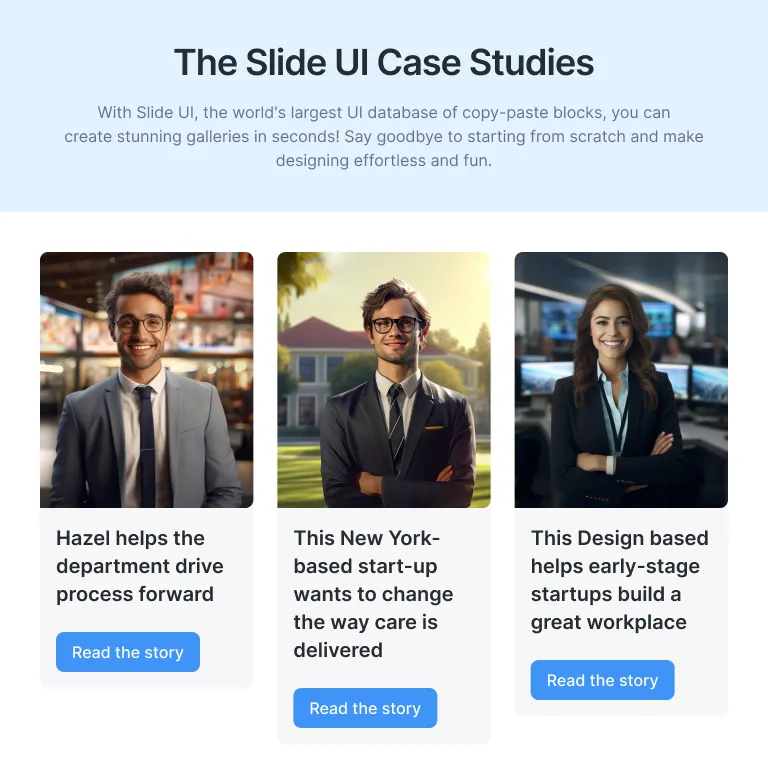 The Slide UI Case Studies
With Slide UI, the world's largest UI database of copy-paste blocks, you can
create stunning galleries in seconds! Say goodbye to starting from scratch and make
designing effortless and fun.
Hazel helps the
department drive
process forward
Read the story
This New York-
based start-up
wants to change
the way care is
delivered
Read the story
This Design based
helps early-stage
startups build a
great workplace
Read the story